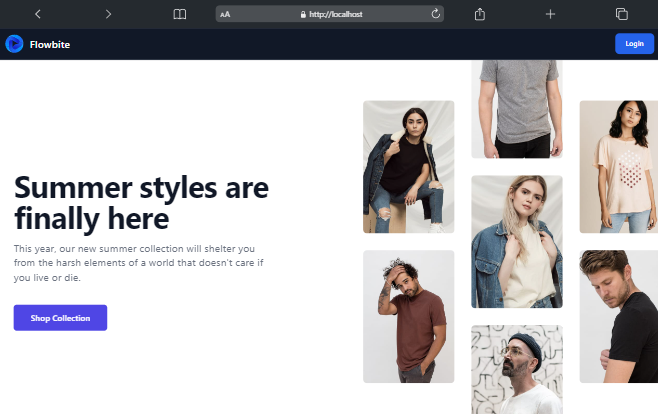 AA http://localhost
Flowbite
Login
Summer styles are
finally here
This year, our new summer collection will shelter you
from the harsh elements of a world that doesn't care if
you live or die.
Shop Collection